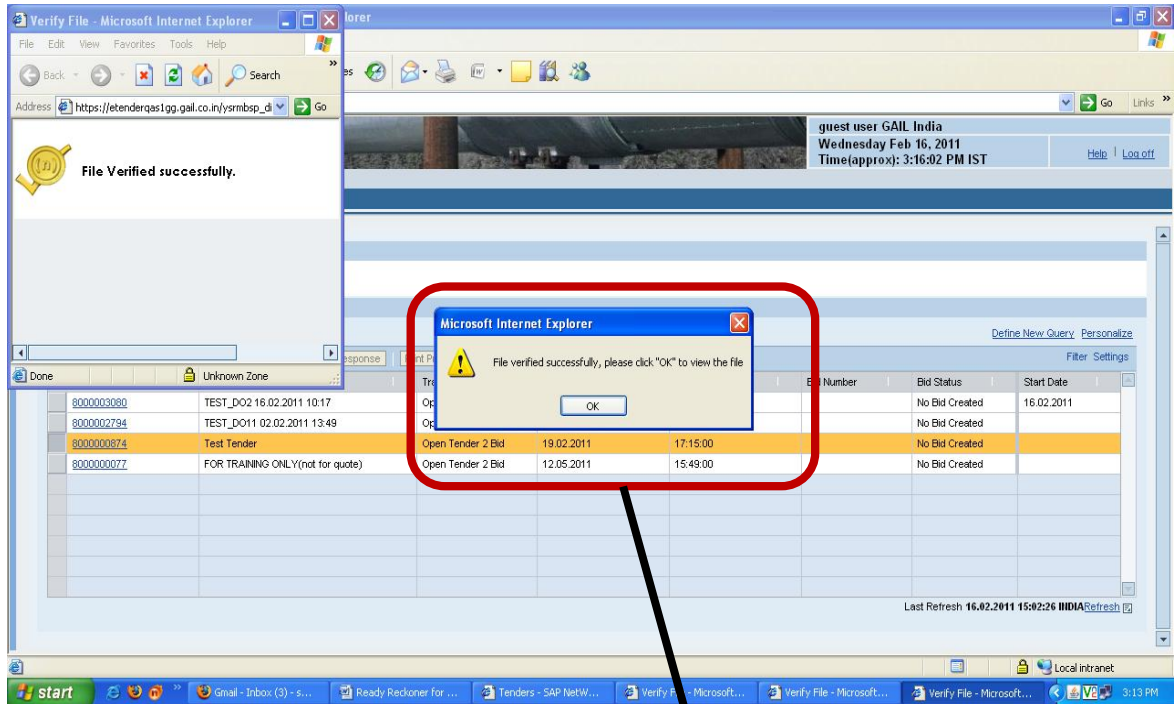 Verify File - Microsoft Internet Explorer
lorer
File Edit View Favorites Tools Help
Back Search
Address https://etenderqas1gg.gail.co.in/ysrmbsp_di Go
Go Links
guest user GAIL India
Wednesday Feb 16, 2011
Time(approx): 3:16:02 PM IST
Help | Log off
File Verified successfully.
Microsoft Internet Explorer
File verified successfully, please click "OK" to view the file
OK
Define New Query Personalize
esponse
Filter Settings
Done Unknown Zone
Number Bid Status Start Date
8000003080 TEST_DO2 16.02.2011 10:17 Op No Bid Created 16.02.2011
8000002794 TEST_DO11 02.02.2011 13:49 Op No Bid Created
8000000874 Test Tender Open Tender 2 Bid 19.02.2011 17:15:00 No Bid Created
8000000077 FOR TRAINING ONLY(not for quote) Open Tender 2 Bid 12.05.2011 15:49:00 No Bid Created
Last Refresh 16.02.2011 15:02:26 INDIA Refresh
Local intranet
start Gmail - Inbox (3) - s... Ready Reckoner for ... Tenders - SAP NetW... Verify F - Microsoft... Verify File - Microsoft... Verify File - Microsoft... 3:13 PM